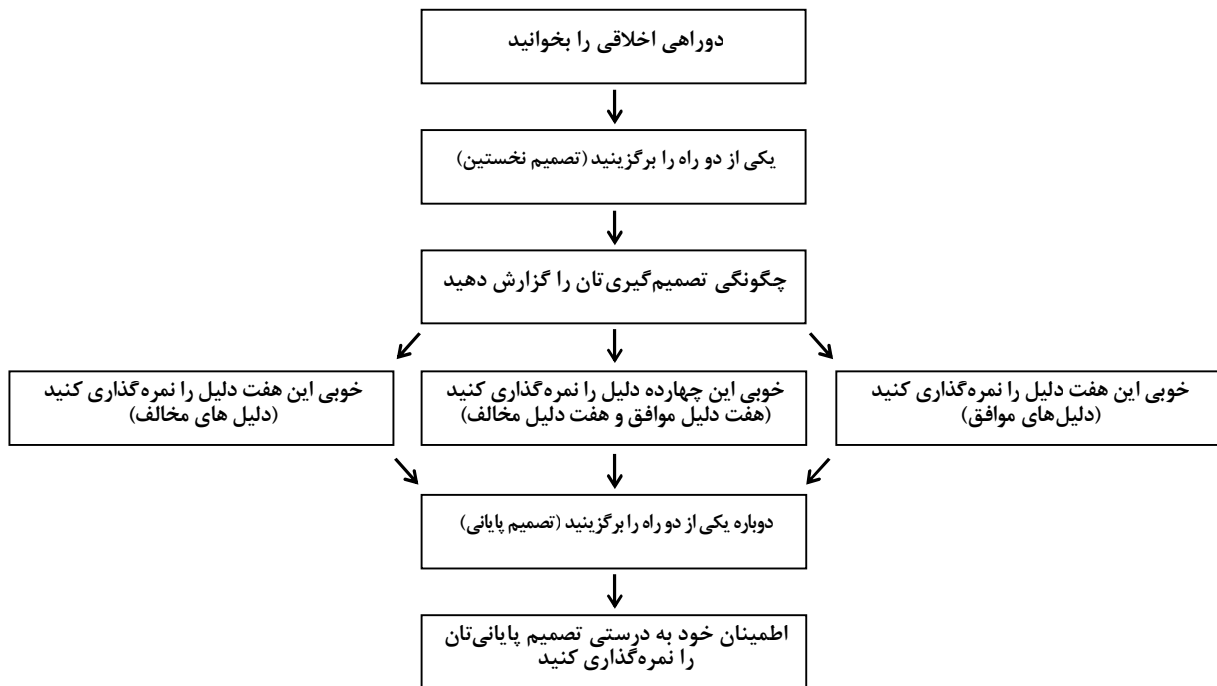 دوراهی اخلاقی را بخوانید
یکی از دو راه را برگزینید (تصمیم نخستین)
چگونگی تصمیم‌گیری‌تان را گزارش دهید
خوبی این هفت دلیل را نمره‌گذاری کنید
(دلیل‌های موافق)
خوبی این چهارده دلیل را نمره‌گذاری کنید
(هفت دلیل موافق و هفت دلیل مخالف)
خوبی این هفت دلیل را نمره‌گذاری کنید
(دلیل های مخالف)
دوباره یکی از دو راه را برگزینید (تصمیم پایانی)
اطمینان خود به درستی تصمیم پایانی‌تان
را نمره‌گذاری کنید